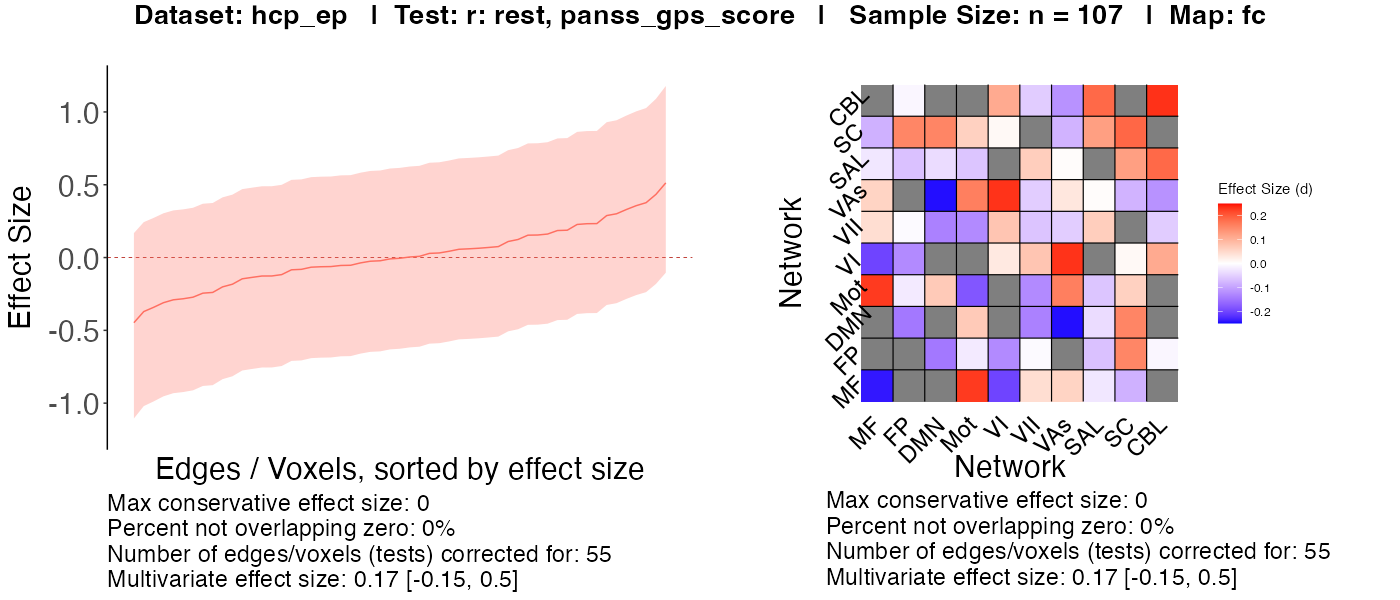 Dataset: hcp_ep | Test: r: rest, panss_gps_score | Sample Size: n = 107 | Map: fc
Effect Size
1.0
0.5
0.0
-0.5
-1.0
Edges / Voxels, sorted by effect size
Max conservative effect size: 0
Percent not overlapping zero: 0%
Number of edges/voxels (tests) corrected for: 55
Multivariate effect size: 0.17 [-0.15, 0.5]
Network
CBL
SC
SAL
VAs
VII
VI
Mot
DMN
FP
MF
MF
FP
DMN
Mot
VI
VII
VAs
SAL
SC
CBL
Network
Effect Size (d)
0.2
0.1
0.0
-0.1
-0.2
Max conservative effect size: 0
Percent not overlapping zero: 0%
Number of edges/voxels (tests) corrected for: 55
Multivariate effect size: 0.17 [-0.15, 0.5]